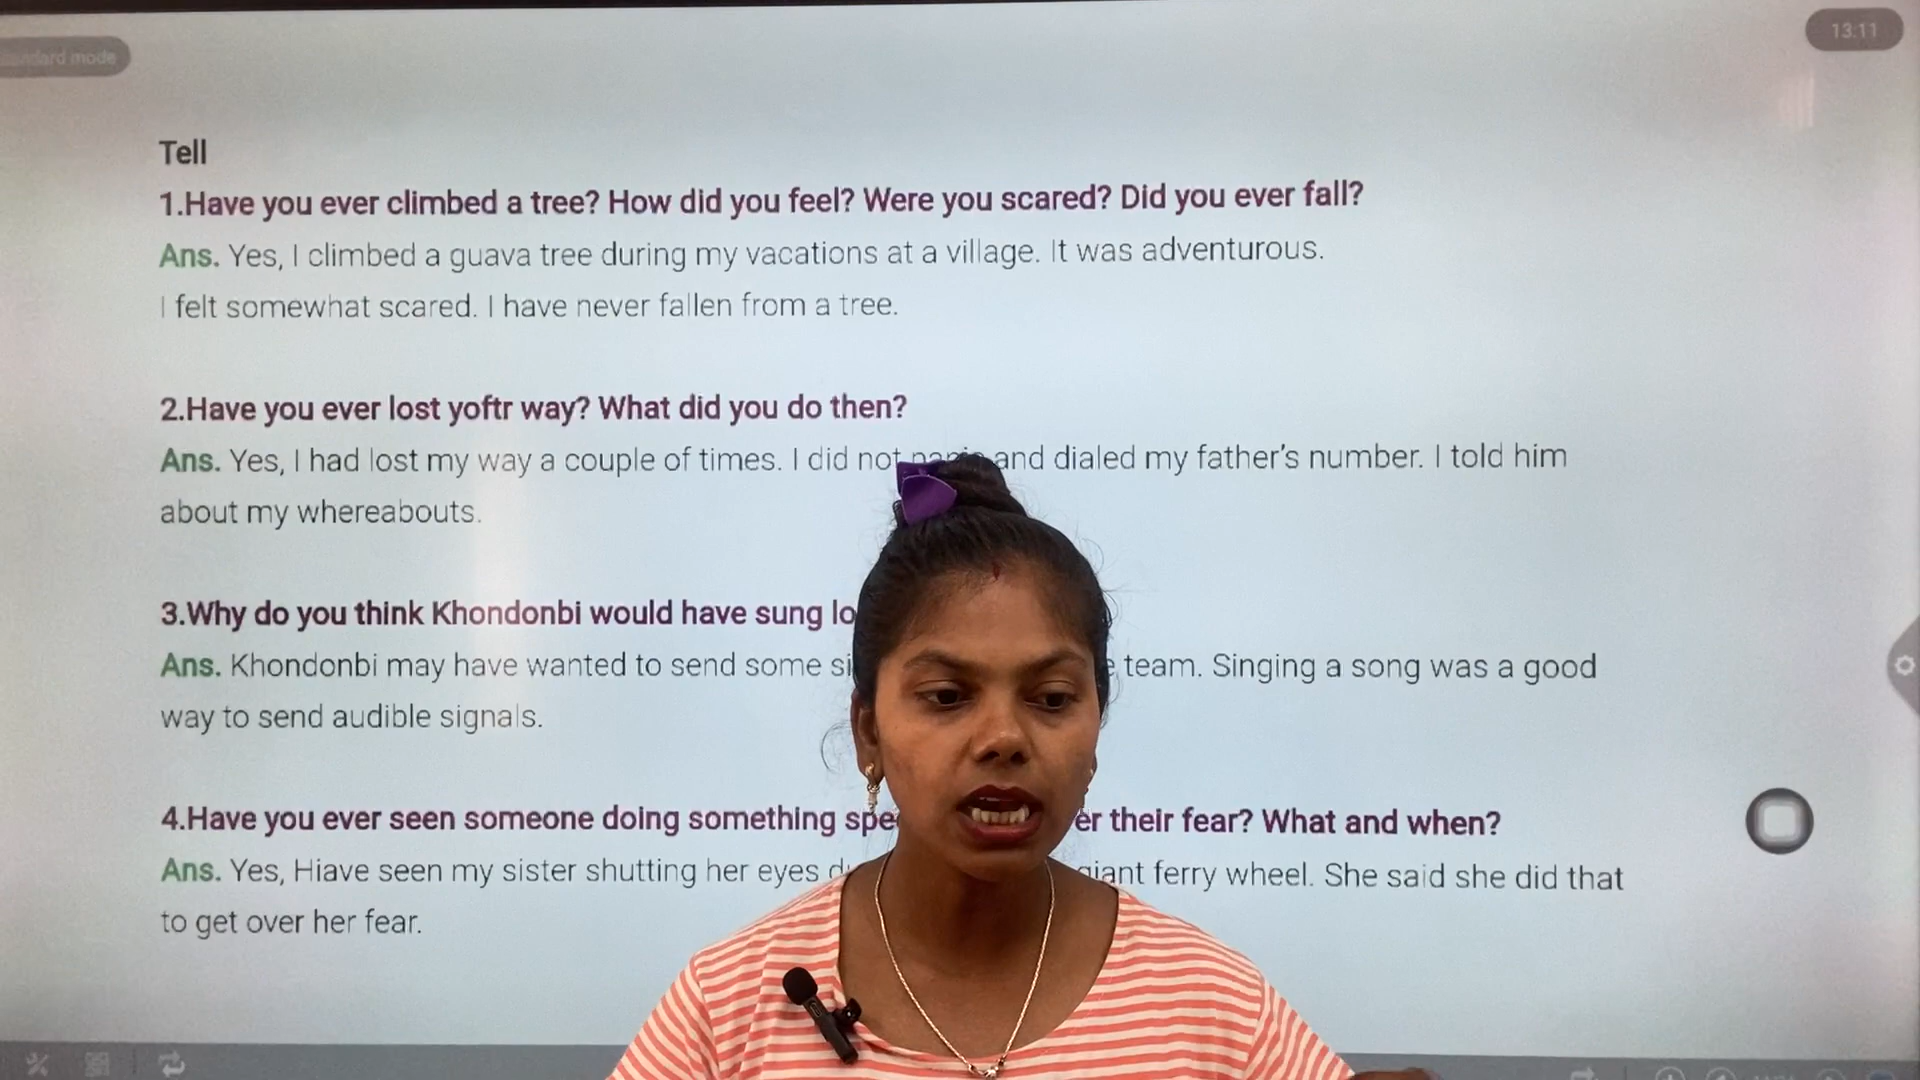 13:11
standard mode
Tell
1.Have you ever climbed a tree? How did you feel? Were you scared? Did you ever fall?
Ans. Yes, I climbed a guava tree during my vacations at a village. It was adventurous.
I felt somewhat scared. I have never fallen from a tree.
2.Have you ever lost yoftr way? What did you do then?
Ans. Yes, I had lost my way a couple of times. I did not panic and dialed my father's number. I told him
about my whereabouts.
3.Why do you think Khondonbi would have sung lo
Ans. Khondonbi may have wanted to send some si team. Singing a song was a good
way to send audible signals.
4.Have you ever seen someone doing something spe er their fear? What and when?
Ans. Yes, Hiave seen my sister shutting her eyes giant ferry wheel. She said she did that
to get over her fear.